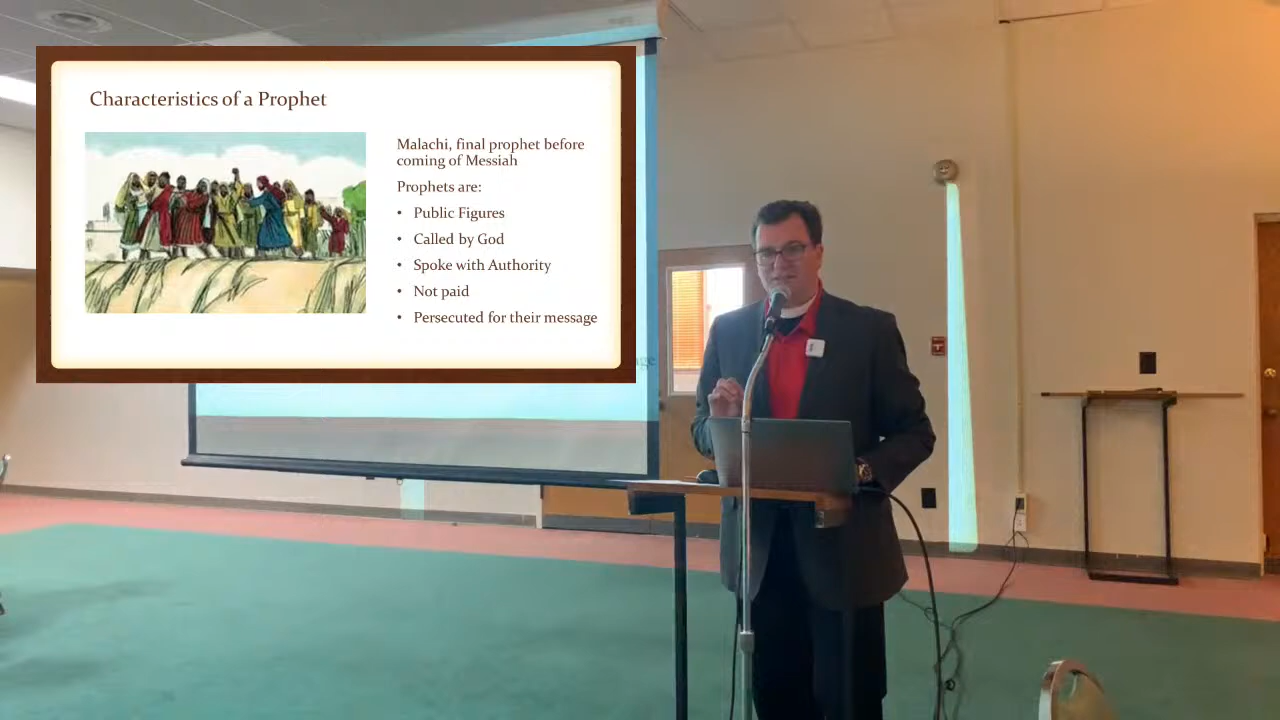 Characteristics of a Prophet
Malachi, final prophet before
coming of Messiah
Prophets are:
• Public Figures
• Called by God
• Spoke with Authority
• Not paid
• Persecuted for their message